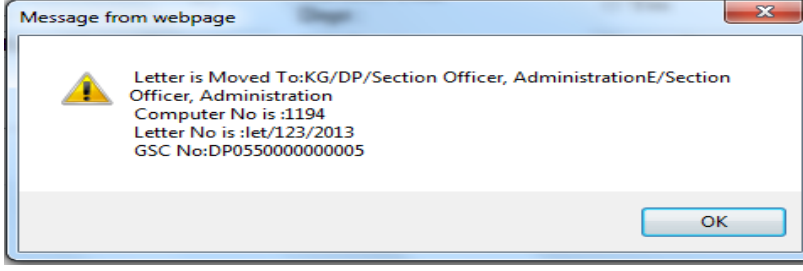 Message from webpage
Letter is Moved To:KG/DP/Section Officer, AdministrationE/Section
Officer, Administration
Computer No is :1194
Letter No is :let/123/2013
GSC No:DP0550000000005
OK